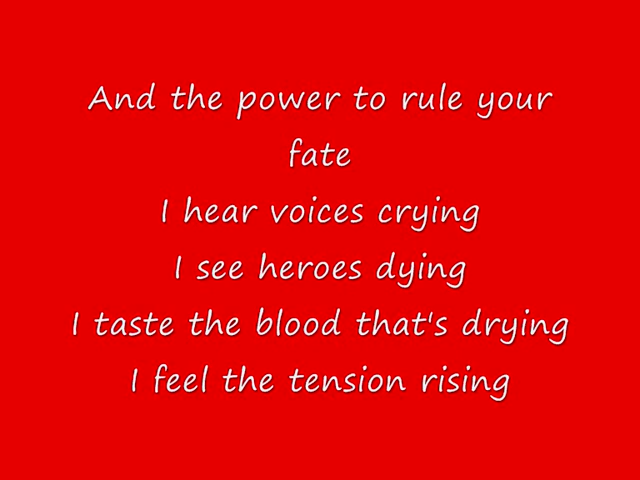 And the power to rule your
fate
I hear voices crying
I see heroes dying
I taste the blood that's drying
I feel the tension rising